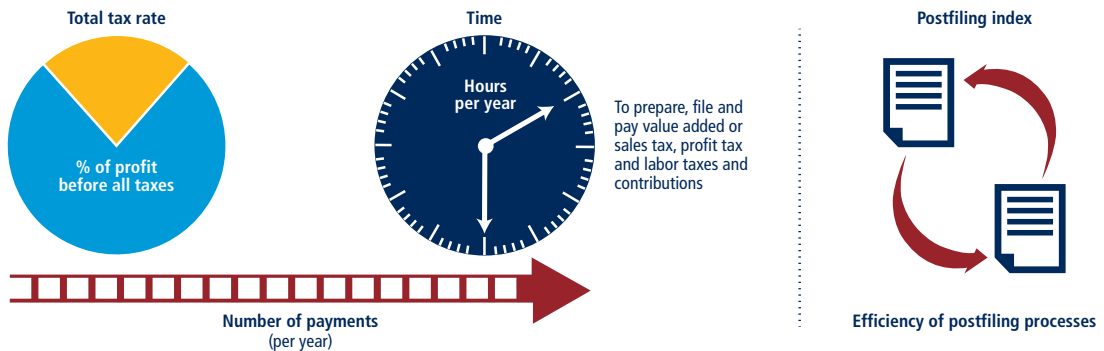 Total tax rate
% of profit
before all taxes
Time
Hours
per year
To prepare, file and
pay value added or
sales tax, profit tax
and labor taxes and
contributions
Number of payments
(per year)
Postfiling index
Efficiency of postfiling processes